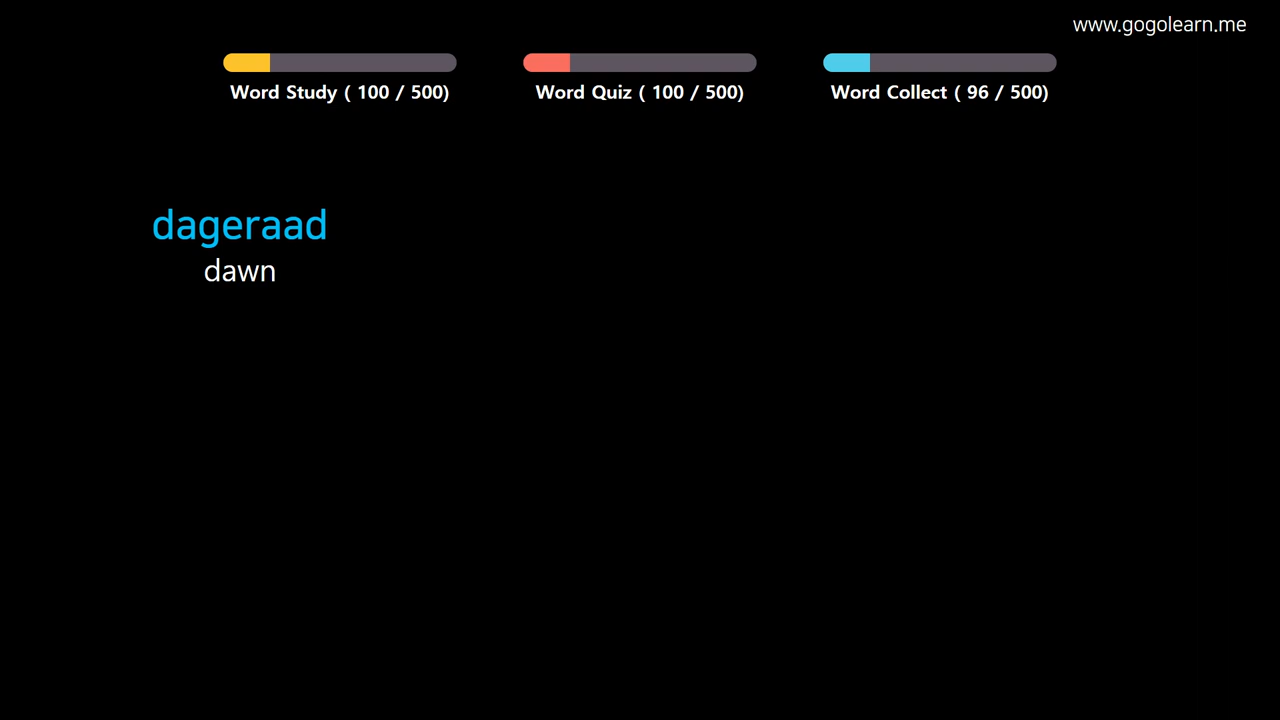 www.gogolearn.me
Word Study ( 100 / 500)
Word Quiz ( 100 / 500)
Word Collect ( 96 / 500)
dageraad
dawn